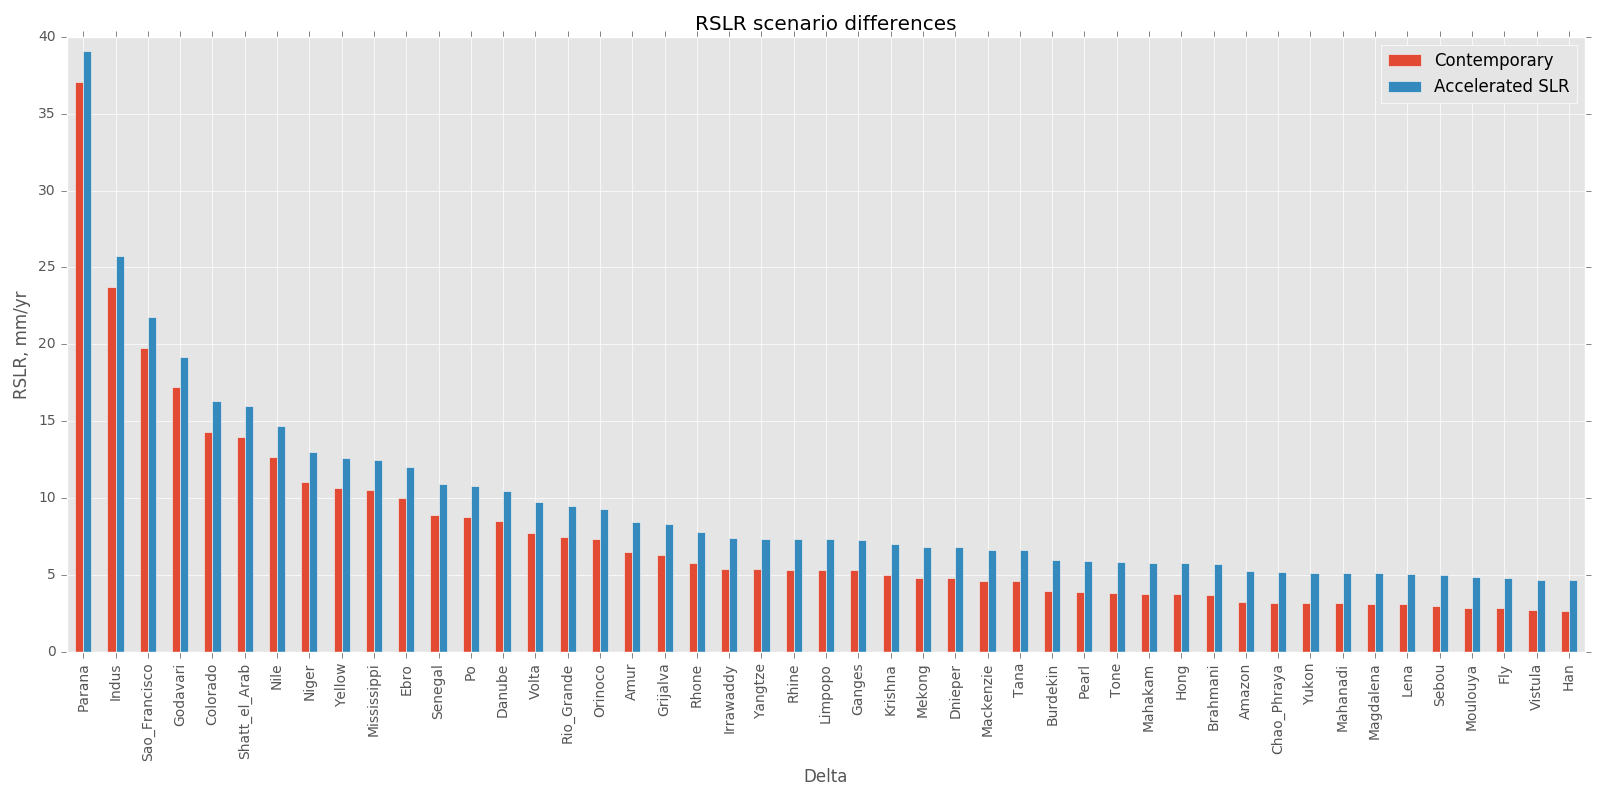 RSLR scenario differences
Contemporary
Accelerated SLR
RSLR, mm/yr
40
35
30
25
20
15
10
5
0
Parana
Indus
Sao_Francisco
Godavari
Colorado
Shatt_el_Arab
Nile
Niger
Yellow
Mississippi
Ebro
Senegal
Po
Danube
Volta
Rio_Grande
Orinoco
Amur
Grijalva
Rhone
Irrawaddy
Yangtze
Rhine
Limpopo
Ganges
Krishna
Mekong
Dnieper
Mackenzie
Tana
Burdekin
Pearl
Tone
Mahakam
Hong
Brahmani
Amazon
Chao_Phraya
Yukon
Mahanadi
Magdalena
Lena
Sebou
Moulouya
Fly
Vistula
Han
Delta